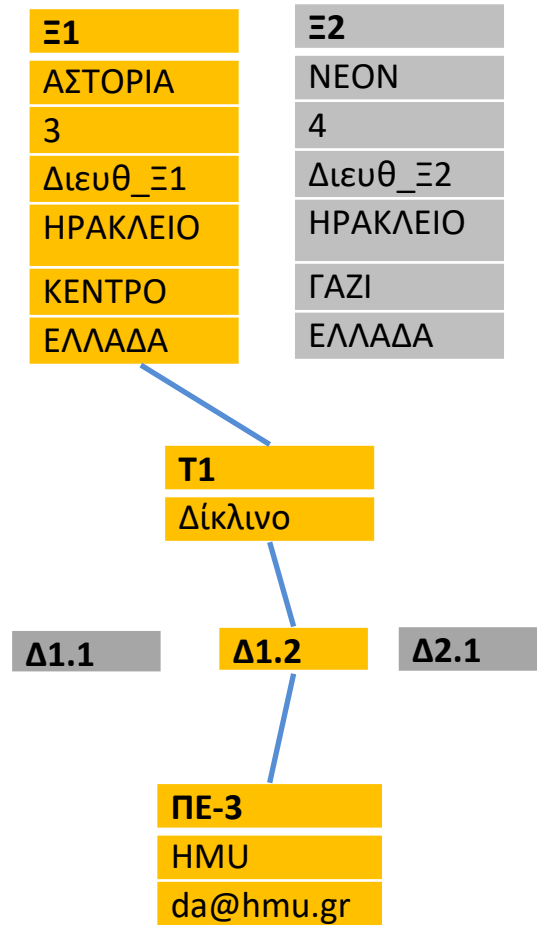 Ξ1
ΑΣΤΟΡΙΑ
3
Διευθ_Ξ1
ΗΡΑΚΛΕΙΟ
ΚΕΝΤΡΟ
ΕΛΛΑΔΑ
Ξ2
ΝΕΟΝ
4
Διευθ_Ξ2
ΗΡΑΚΛΕΙΟ
ΓΑΖΙ
ΕΛΛΑΔΑ
Τ1
Δίκλινο
Δ1.1
Δ1.2
Δ2.1
ΠΕ-3
HMU
da@hmu.gr